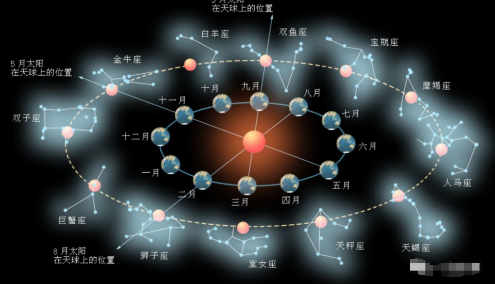 在天球上的位置
白羊座
双鱼座
宝瓶座
金牛座
5月太阳
在天球上的位置
摩羯座
十月
九月
八月
十一月
七月
双子座
十二月
六月
一月
人马座
二月
三月
四月
五月
巨蟹座
8月太阳
在天球上的位置
狮子座
室女座
天秤座
天蝎座